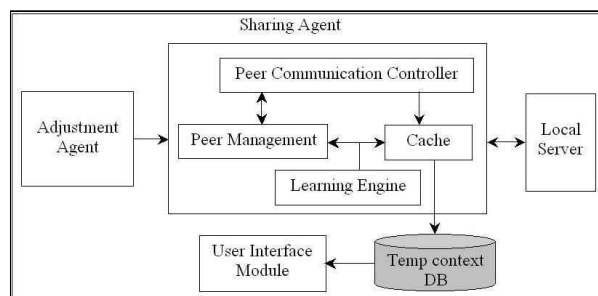 Sharing Agent
Peer Communication Controller
Adjustment
Agent
Peer Management
Cache
Local
Server
Learning Engine
User Interface
Module
Temp context
DB